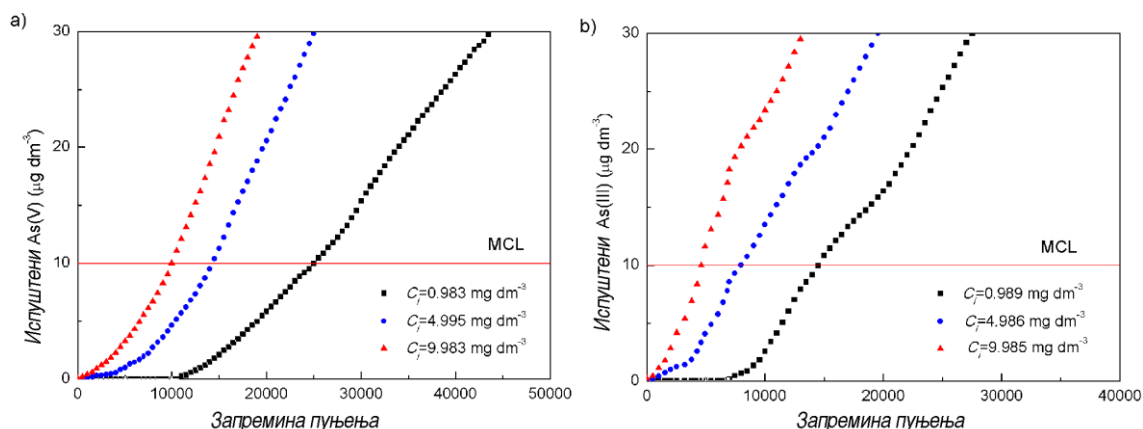 a)
Испуштени As(V) (μg dm⁻³)
30
20
10
0
MCL
C_f=0.983 mg dm⁻³
C_f=4.995 mg dm⁻³
C_f=9.983 mg dm⁻³
0 10000 20000 30000 40000 50000
Запремина пуњења
b)
Испуштени As(III) (μg dm⁻³)
30
20
10
0
MCL
C_i=0.989 mg dm⁻³
C_i=4.986 mg dm⁻³
C_i=9.985 mg dm⁻³
0 10000 20000 30000 40000
Запремина пуњења